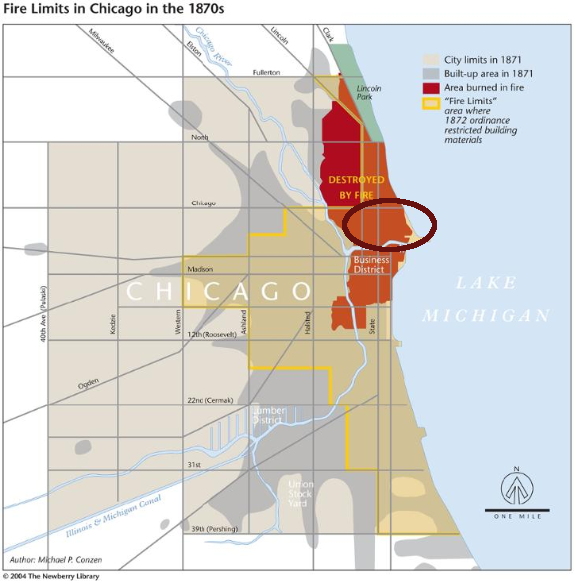 Fire Limits in Chicago in the 1870s
Milwaukee
Elston
Chicago River
Lincoln
Clark
Fullerton
Lincoln
Park
City limits in 1871
Built-up area in 1871
Area burned in fire
"Fire Limits"
area where
1872 ordinance
restricted building
materials
North
DESTROYED
BY FIRE
Chicago
Business
District
Madison
CHICAGO
LAKE
MICHIGAN
40th Ave (Pulaski)
Kedzie
Western
Ashland
Halsted
State
12th (Roosevelt)
Ogden
22nd (Cermak)
Lumber
District
31st
Union
Stock
Yard
Illinois & Michigan Canal
39th (Pershing)
N
ONE MILE
Author: Michael P. Conzen
© 2004 The Newberry Library